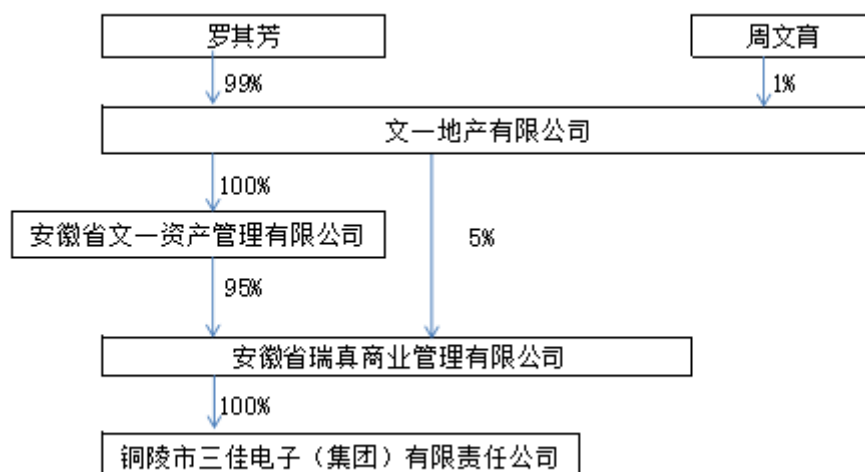 罗其芳
周文育
99%
1%
文一地产有限公司
100%
安徽省文一资产管理有限公司
5%
95%
安徽省瑞真商业管理有限公司
100%
铜陵市三佳电子（集团）有限责任公司